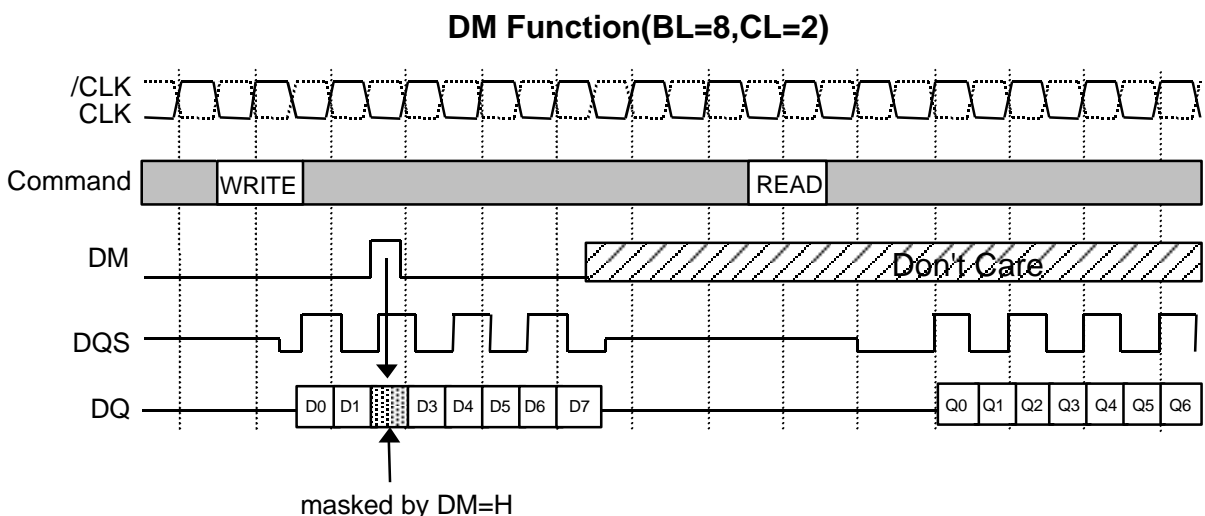 DM Function(BL=8,CL=2)
/CLK
CLK
Command WRITE READ
DM Don't Care
DQS
DQ D0 D1 D3 D4 D5 D6 D7 Q0 Q1 Q2 Q3 Q4 Q5 Q6
masked by DM=H